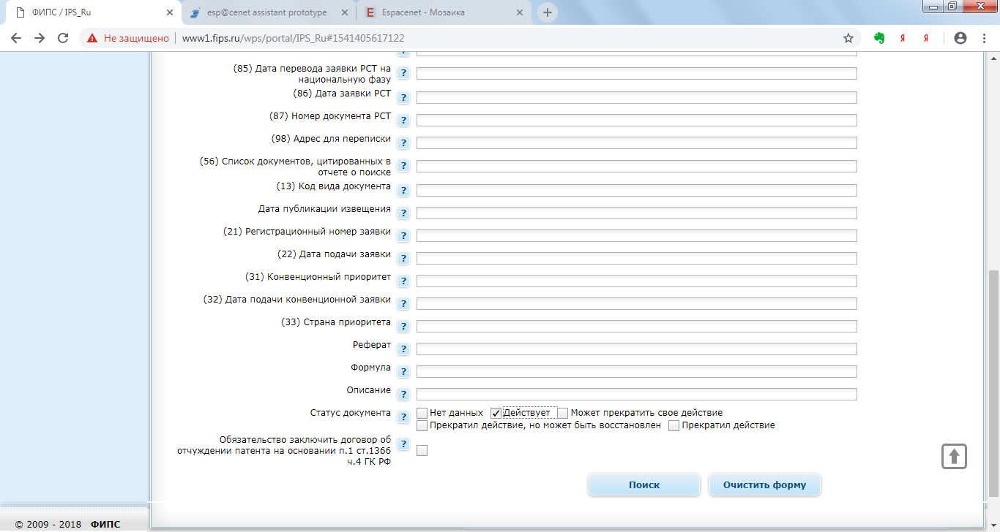 ФИПС / IPS_Ru
esp@cenet assistant prototype
Espacenet - Мозаика
Не защищено
www1.fips.ru/wps/portal/IPS_Ru#1541405617122
(85) Дата перевода заявки PCT на
национальную фазу
?
(86) Дата заявки PCT ?
(87) Номер документа PCT ?
(98) Адрес для переписки ?
(56) Список документов, цитированных в
отчете о поиске
?
(13) Код вида документа ?
Дата публикации извещения ?
(21) Регистрационный номер заявки ?
(22) Дата подачи заявки ?
(31) Конвенционный приоритет ?
(32) Дата подачи конвенционной заявки ?
(33) Страна приоритета ?
Реферат ?
Формула ?
Описание ?
Статус документа ? Нет данных Действует Может прекратить свое действие
Прекратил действие, но может быть восстановлен Прекратил действие
Обязательство заключить договор об
отчуждении патента на основании п.1 ст.1366
ч.4 ГК РФ
?
Поиск Очистить форму
© 2009 - 2018 ФИПС